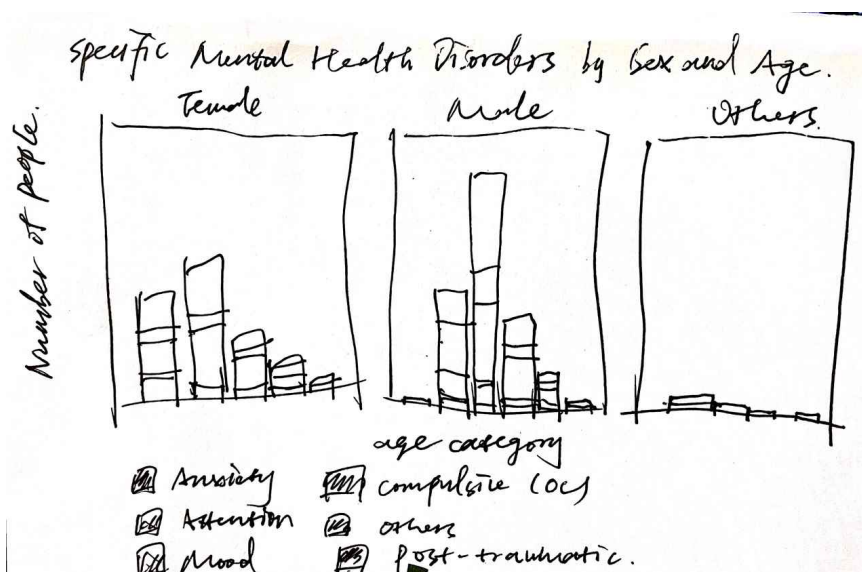 Specific Mental Health Disorders by Sex and Age.
Female Male Others.
Number of people.
age category
Anxiety compulsive (OC)
Attention others
Mood Post-traumatic.